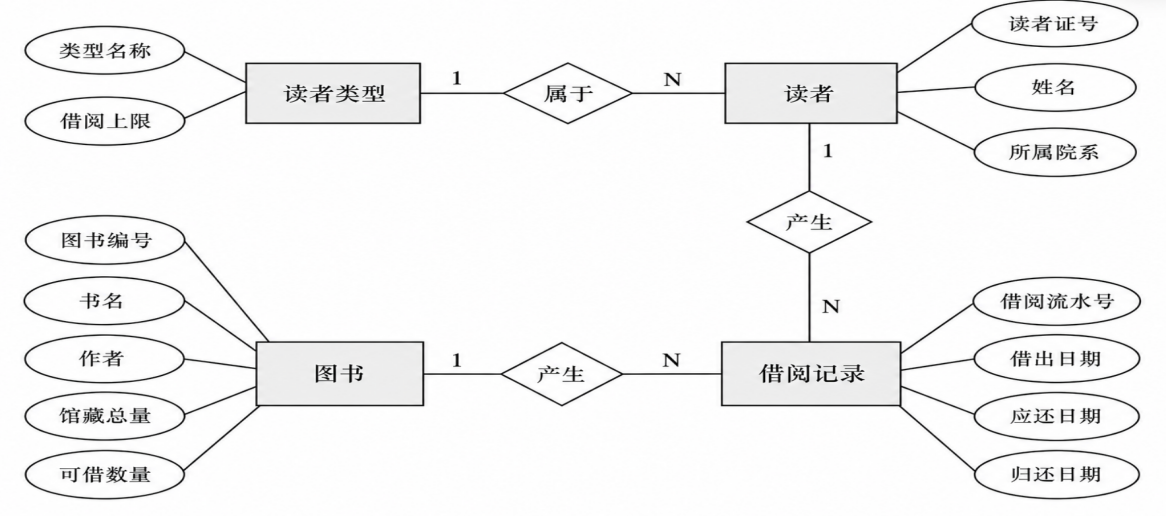 类型名称
借阅上限
读者类型
1
属于
N
读者
读者证号
姓名
所属院系
1
产生
N
图书编号
书名
作者
馆藏总量
可借数量
图书
1
产生
N
借阅记录
借阅流水号
借出日期
应还日期
归还日期